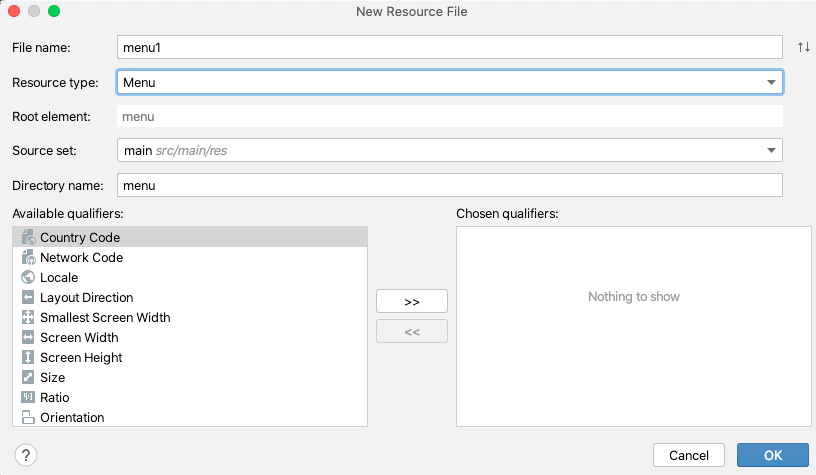 New Resource File
File name: menu1
Resource type: Menu
Root element: menu
Source set: main src/main/res
Directory name: menu
Available qualifiers:
Country Code
Network Code
Locale
Layout Direction
Smallest Screen Width
Screen Width
Screen Height
Size
4:3 Ratio
Orientation
>>
<<
Chosen qualifiers:
Nothing to show
?
Cancel
OK